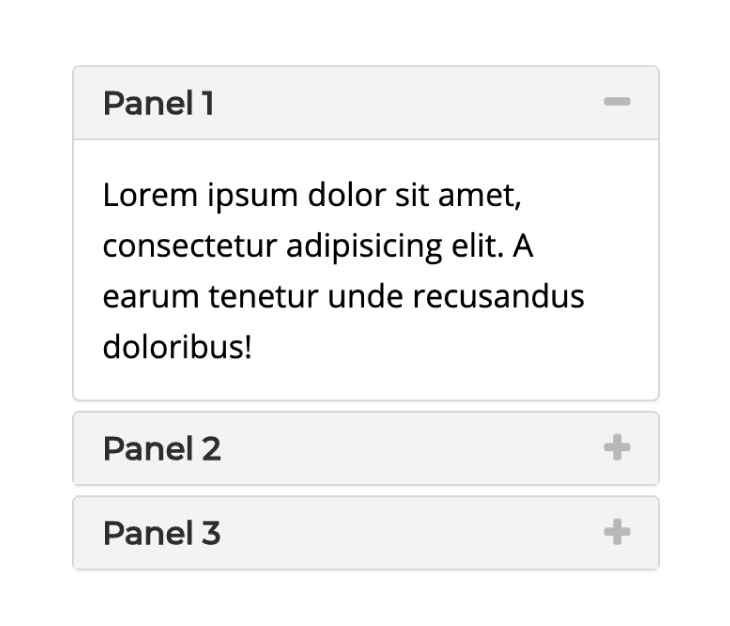 Panel 1
Lorem ipsum dolor sit amet,
consectetur adipisicing elit. A
earum tenetur unde recusandus
doloribus!
Panel 2
Panel 3